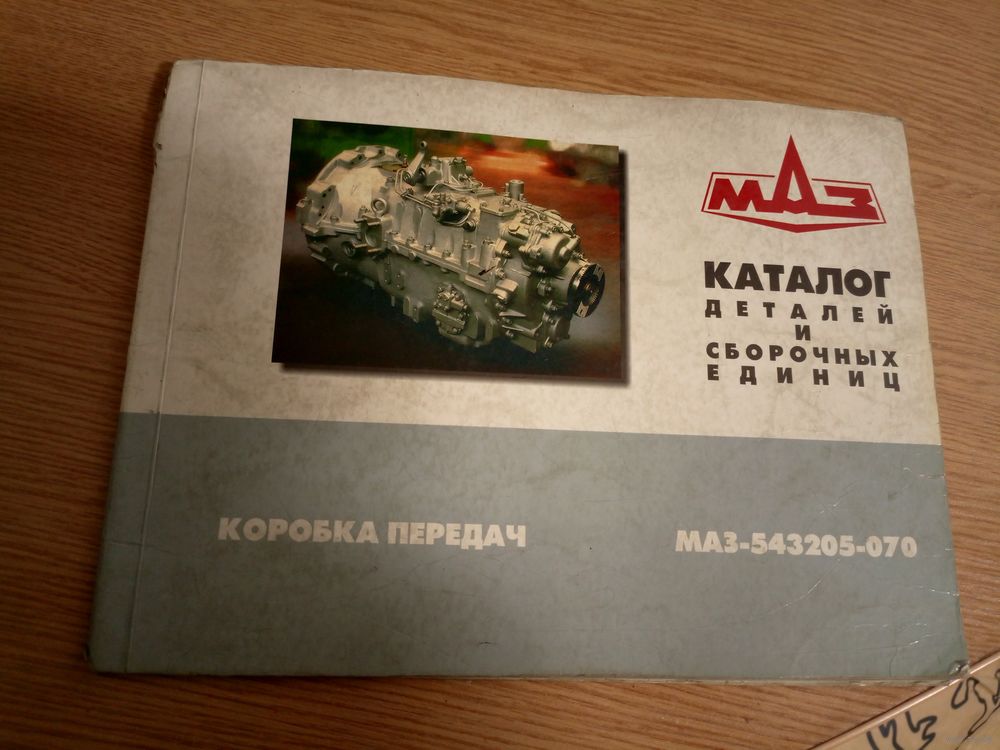 МАЗ
КАТАЛОГ
ДЕТАЛЕЙ
И
СБОРОЧНЫХ
ЕДИНИЦ
КОРОБКА ПЕРЕДАЧ
МАЗ-543205-070